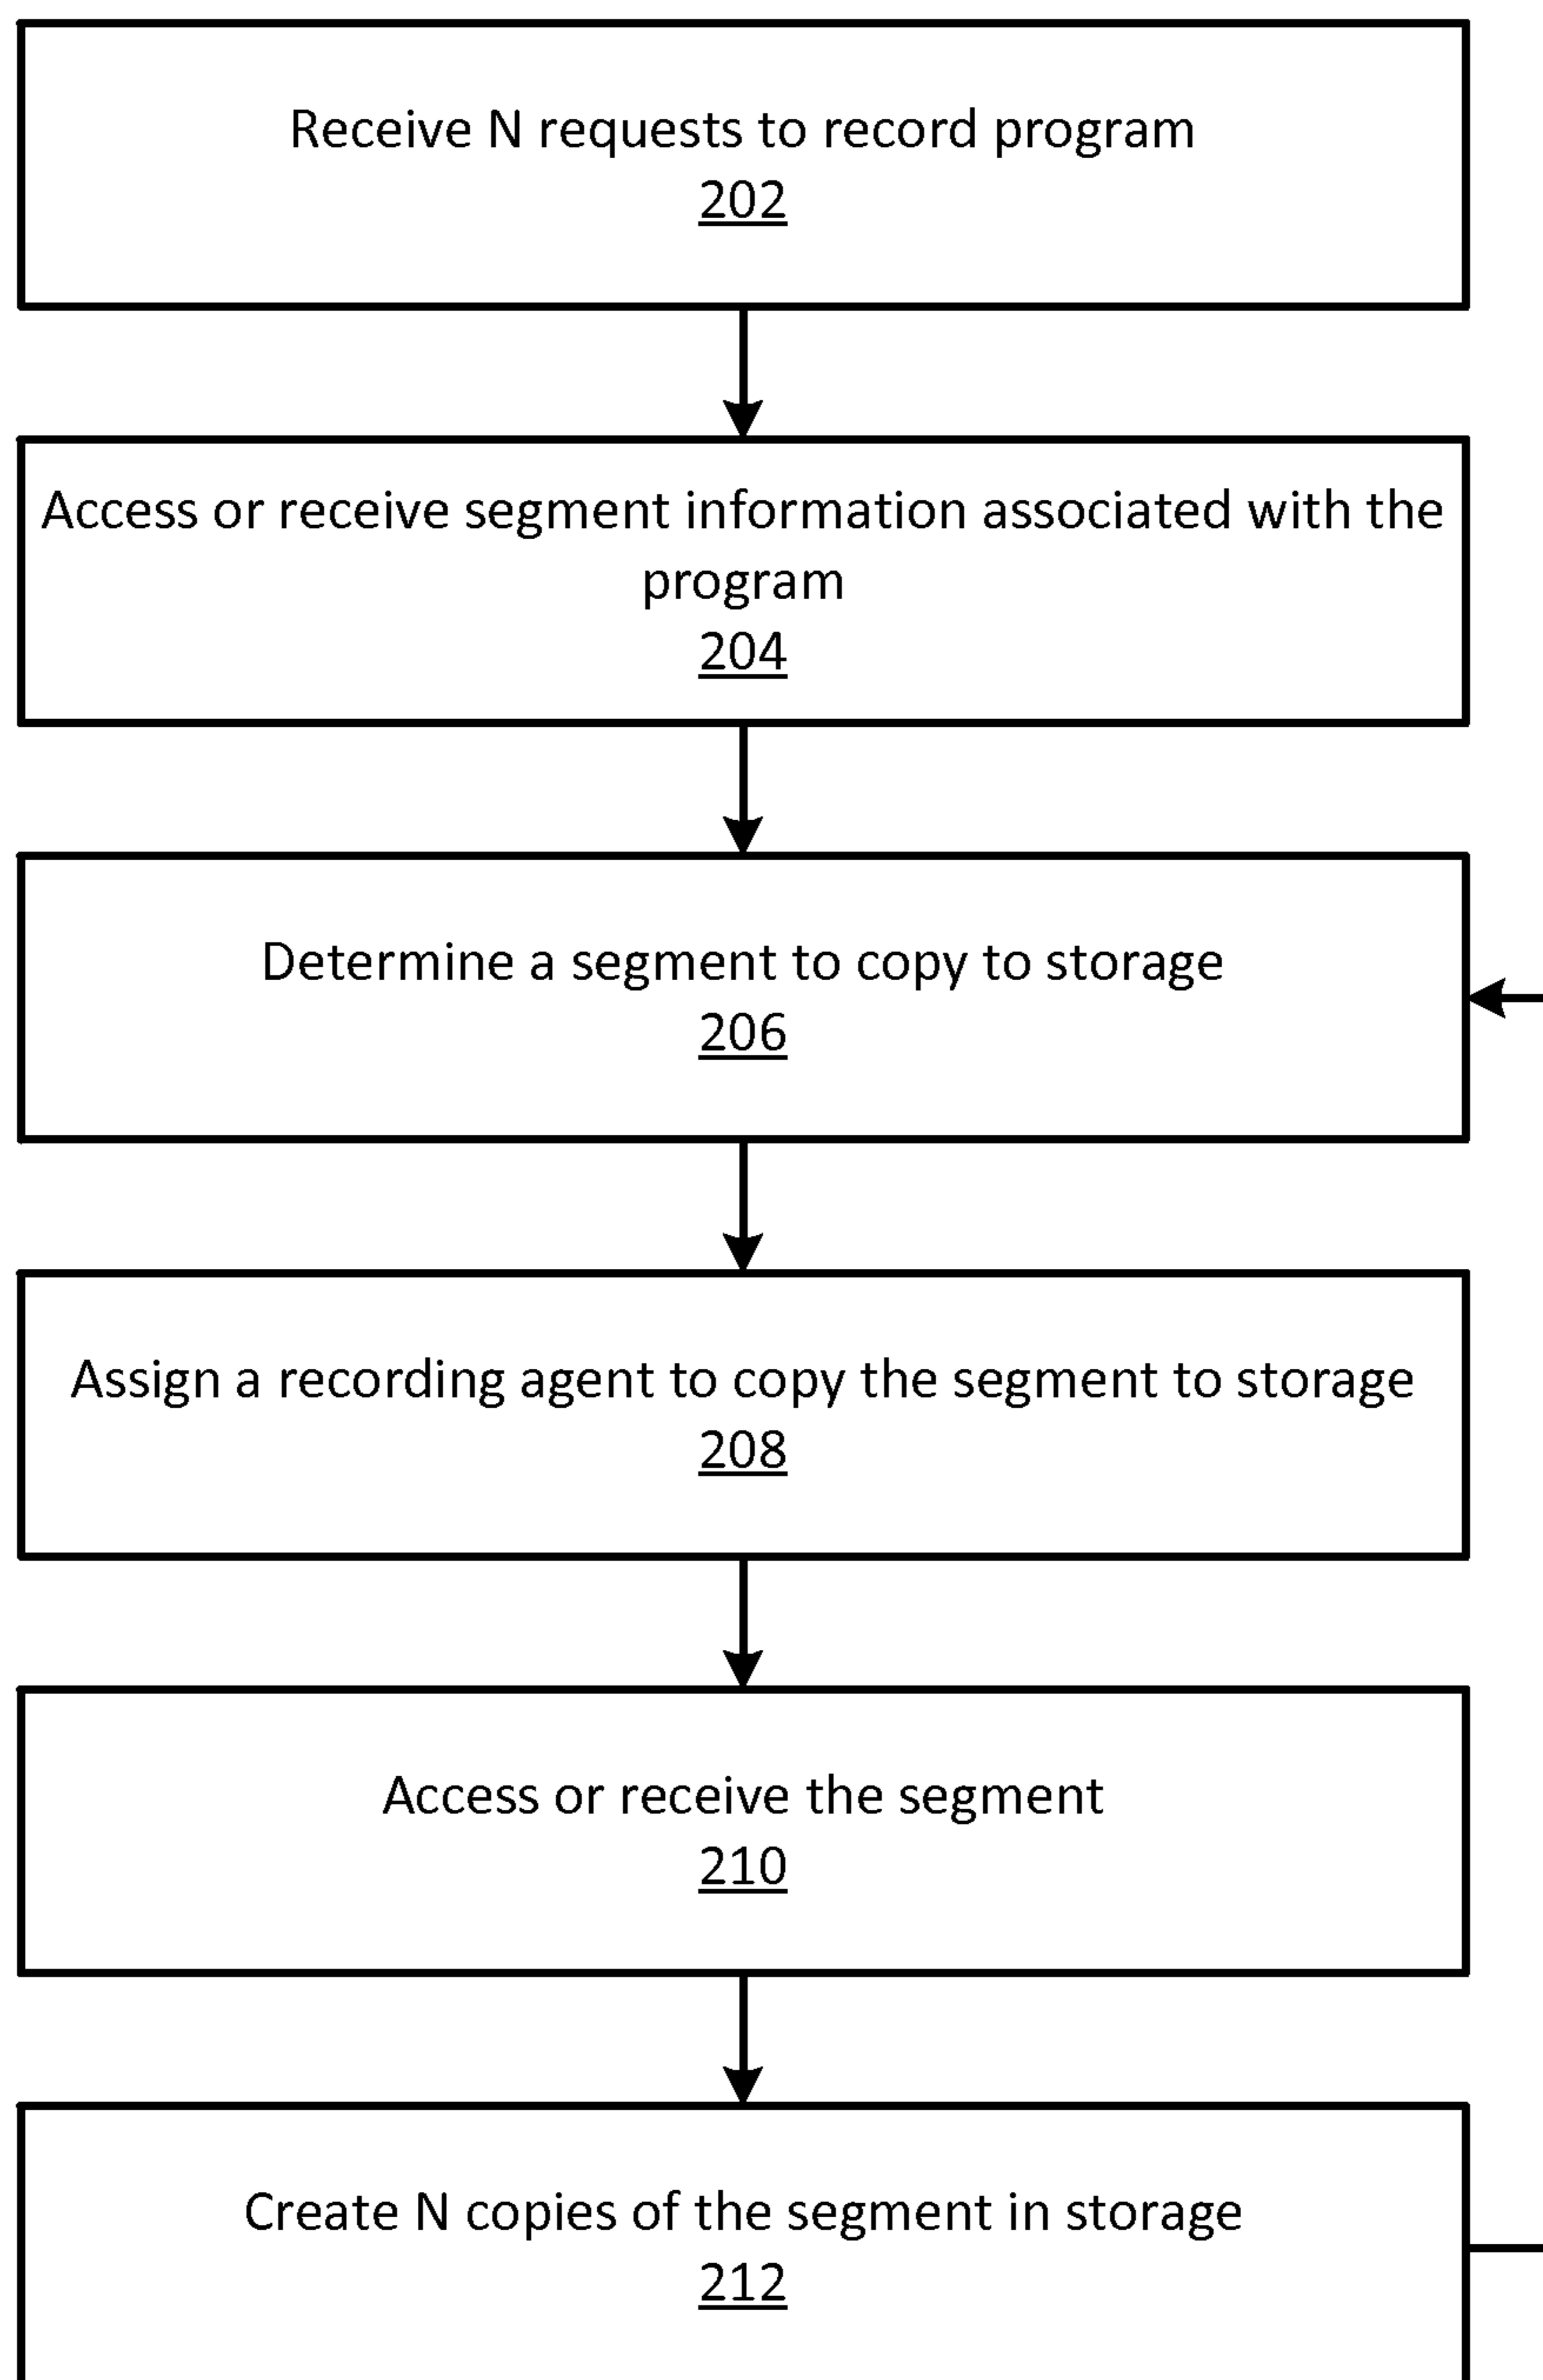 Receive N requests to record program
202
Access or receive segment information associated with the
program
204
Determine a segment to copy to storage
206
Assign a recording agent to copy the segment to storage
208
Access or receive the segment
210
Create N copies of the segment in storage
212